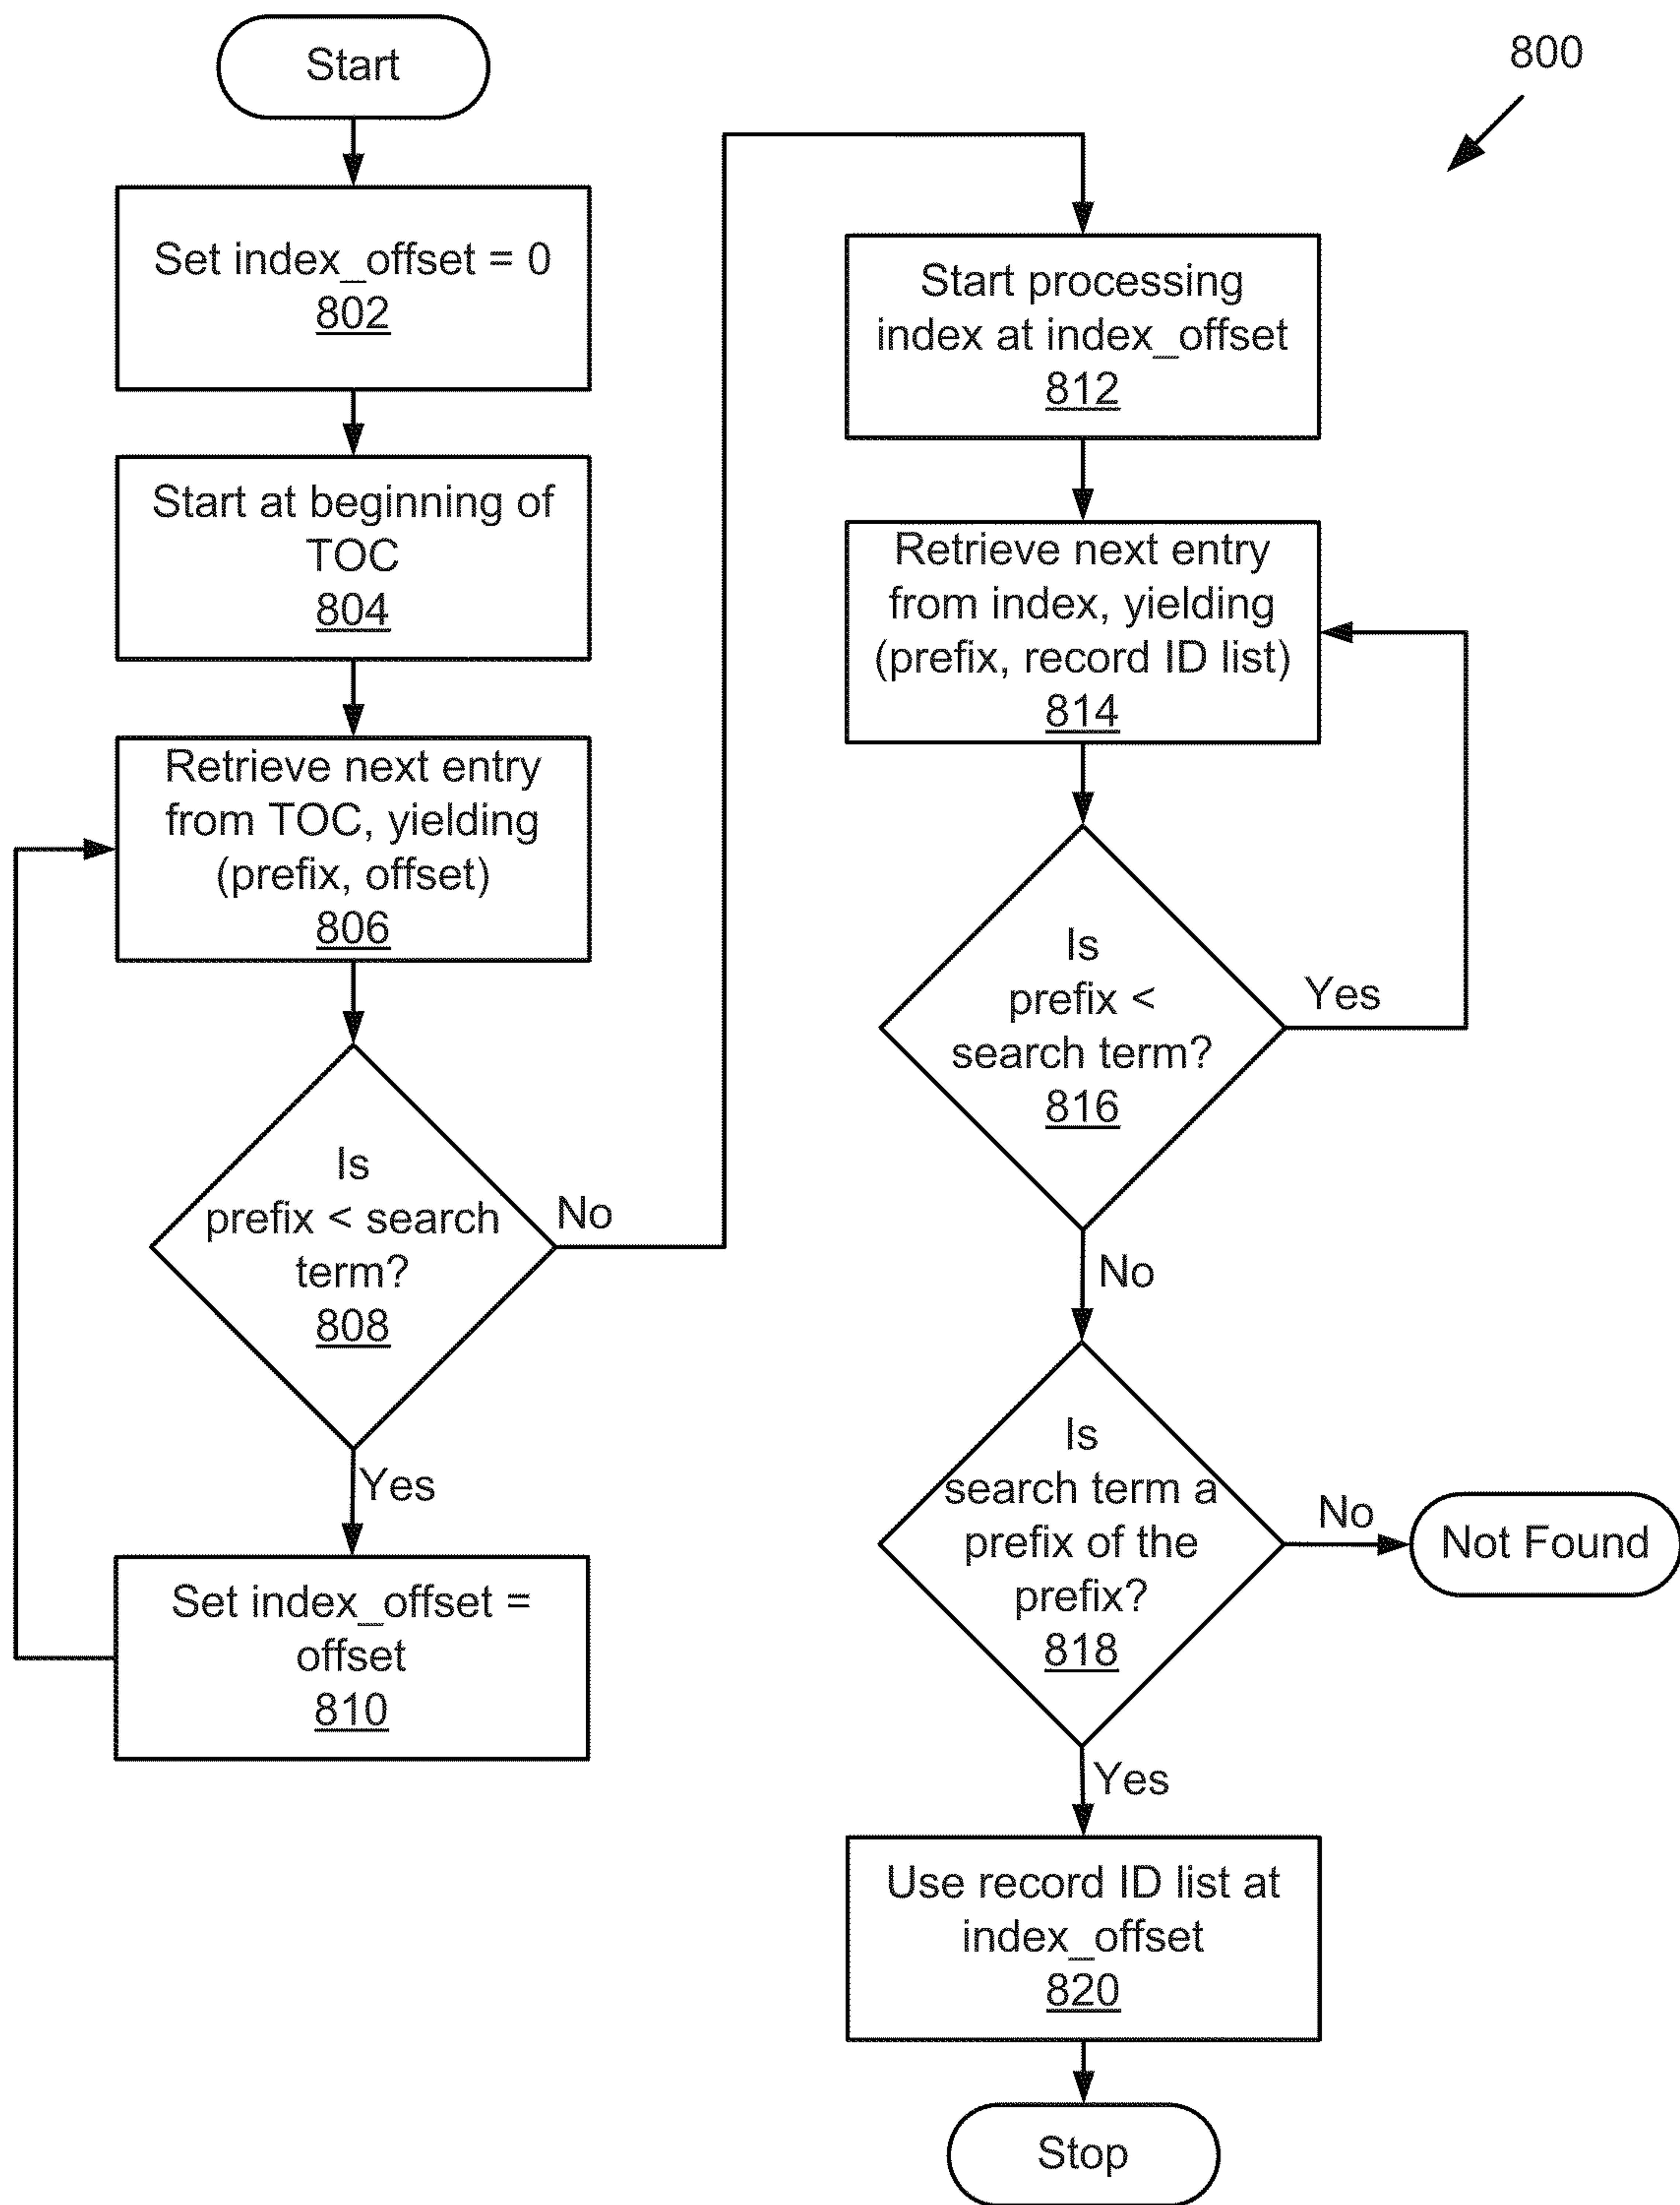 Start
Set index_offset = 0
802
Start at beginning of
TOC
804
Retrieve next entry
from TOC, yielding
(prefix, offset)
806
Is
prefix < search
term?
808
No
Yes
Set index_offset =
offset
810
800
Start processing
index at index_offset
812
Retrieve next entry
from index, yielding
(prefix, record ID list)
814
Is
prefix <
search term?
816
Yes
No
Is
search term a
prefix of the
prefix?
818
No
Not Found
Yes
Use record ID list at
index_offset
820
Stop